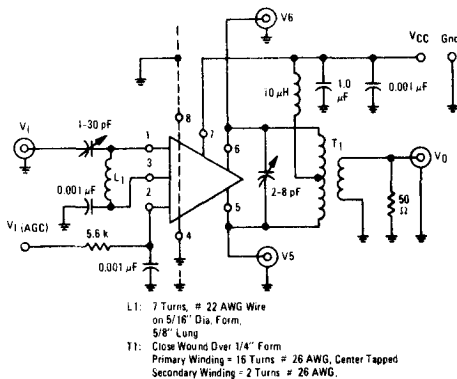 V6
VCC Gnd
8
10 μH
1.0 μF
0.001 μF
7
Vi
1-30 pF
1
6
T1
VO
3
L1
2-8 pF
0.001 μF
2
50 Ω
5
VI (AGC)
5.6 k
0.001 μF
4
V5
L1: 7 Turns, # 22 AWG Wire
on 5/16" Dia. Form,
5/8" Long
T1: Close Wound Over 1/4" Form
Primary Winding = 16 Turns # 26 AWG, Center Tapped
Secondary Winding = 2 Turns # 26 AWG.